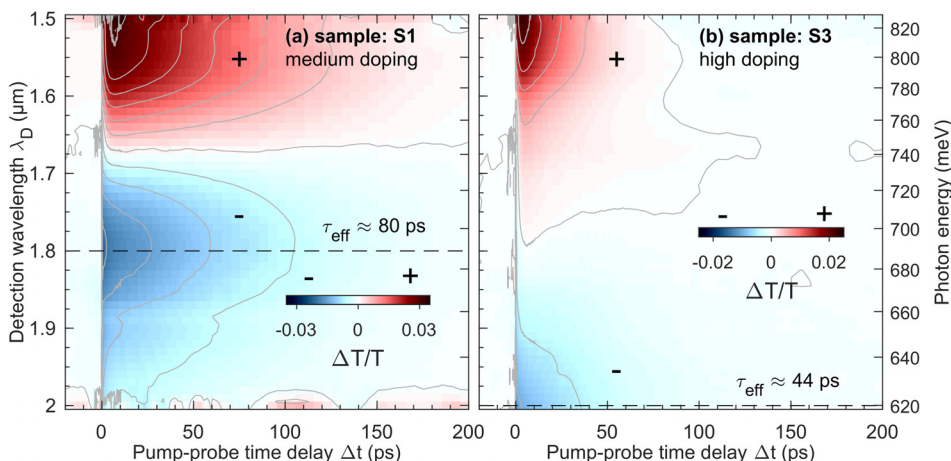 (a) sample: S1
medium doping
+
-
τeff ≈ 80 ps
- +
-0.03 0 0.03
ΔT/T
1.5
1.6
1.7
1.8
1.9
2
Detection wavelength λD (μm)
0 50 100 150 200
Pump-probe time delay Δt (ps)
(b) sample: S3
high doping
+
- +
-0.02 0 0.02
ΔT/T
-
τeff ≈ 44 ps
820
800
780
760
740
720
700
680
660
640
620
Photon energy (meV)
0 50 100 150 200
Pump-probe time delay Δt (ps)